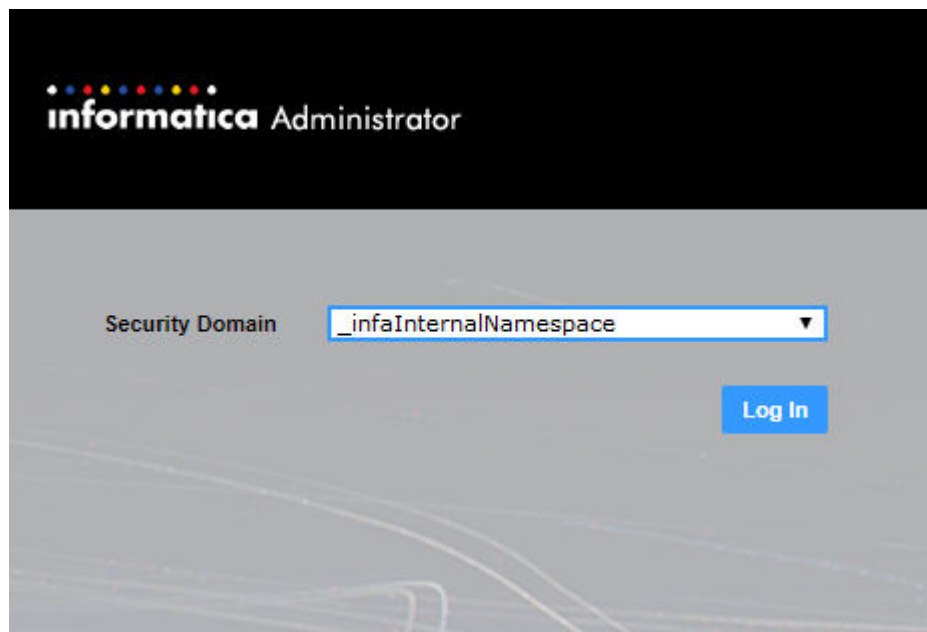 informatica Administrator
Security Domain _infaInternalNamespace
Log In